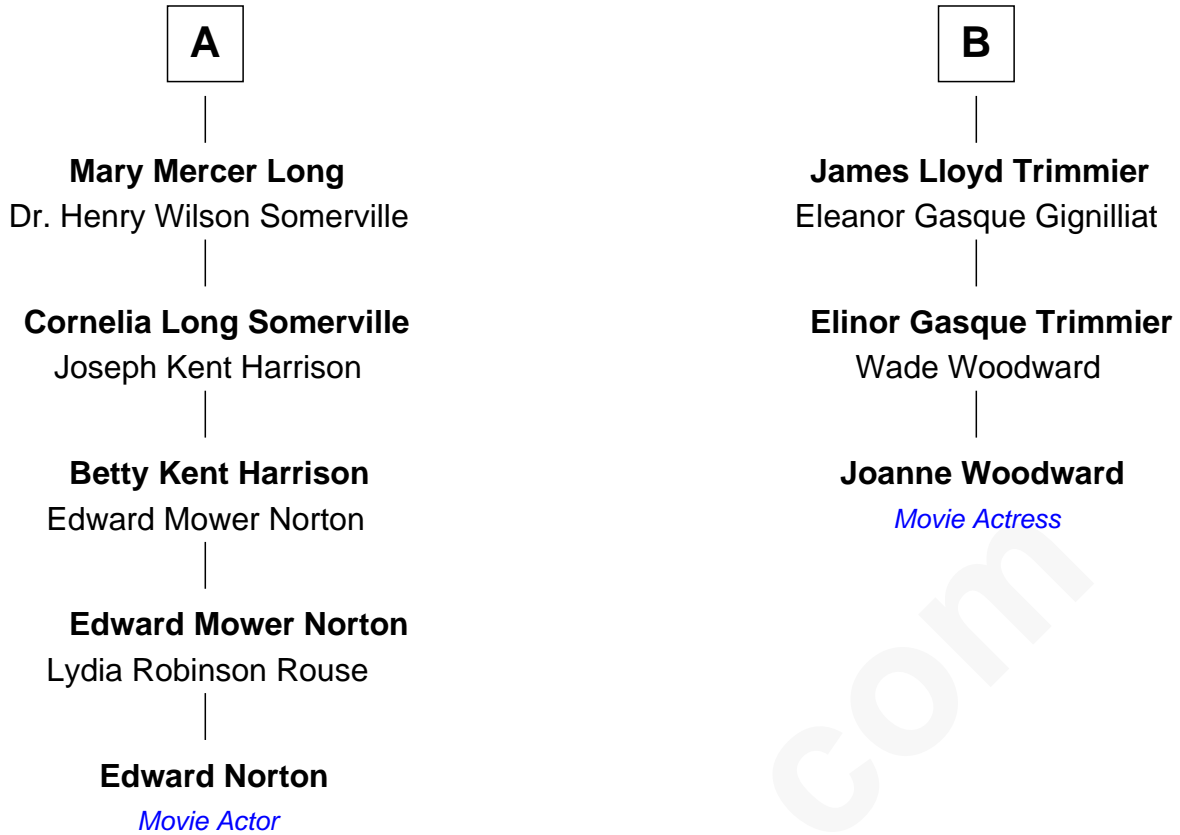 A
Mary Mercer Long
Dr. Henry Wilson Somerville
Cornelia Long Somerville
Joseph Kent Harrison
Betty Kent Harrison
Edward Mower Norton
Edward Mower Norton
Lydia Robinson Rouse
Edward Norton
Movie Actor
B
James Lloyd Trimmier
Eleanor Gasque Gignilliat
Elinor Gasque Trimmier
Wade Woodward
Joanne Woodward
Movie Actress
com